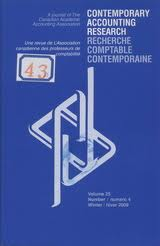 A Journal of The
Canadian Academic
Accounting Association
Une revue de L'Association
canadienne des professeurs de
comptabilité
CONTEMPORARY
ACCOUNTING
RESEARCH
RECHERCHE
COMPTABLE
CONTEMPORAINE
43
Volume 25
Number / numéro 4
Winter / hiver 2008